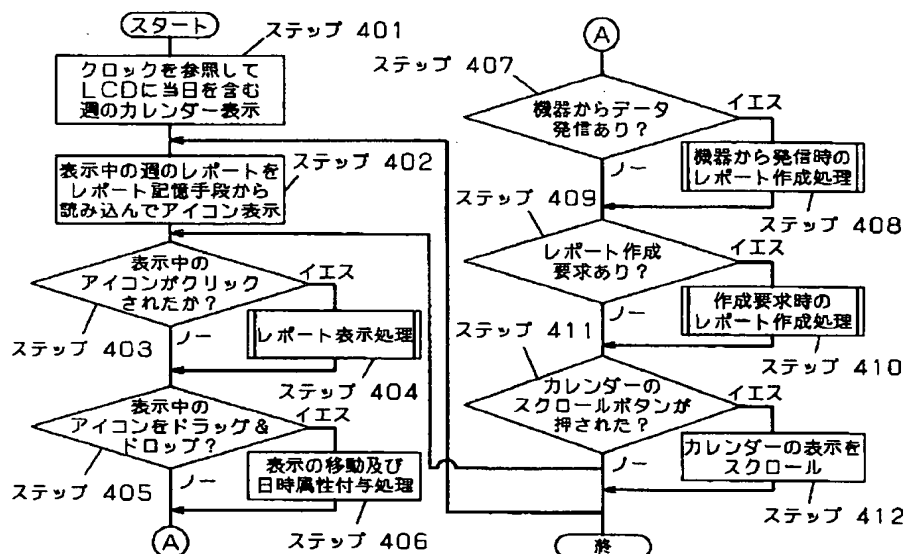 スタート
ステップ 401
クロックを参照して
LCDに当日を含む
週のカレンダー表示
ステップ 402
表示中の週のレポートを
レポート記憶手段から
読み込んでアイコン表示
表示中の
アイコンがクリック
されたか?
イエス
ノー
ステップ 403
レポート表示処理
ステップ 404
表示中の
アイコンをドラッグ&
ドロップ?
イエス
ノー
ステップ 405
表示の移動及び
日時属性付与処理
ステップ 406
A
A
ステップ 407
機器からデータ
発信あり?
イエス
ノー
機器から発信時の
レポート作成処理
ステップ 408
ステップ 409
レポート作成
要求あり?
イエス
ノー
作成要求時の
レポート作成処理
ステップ 410
ステップ 411
カレンダーの
スクロールボタンが
押された?
イエス
ノー
カレンダーの表示を
スクロール
ステップ 412
終